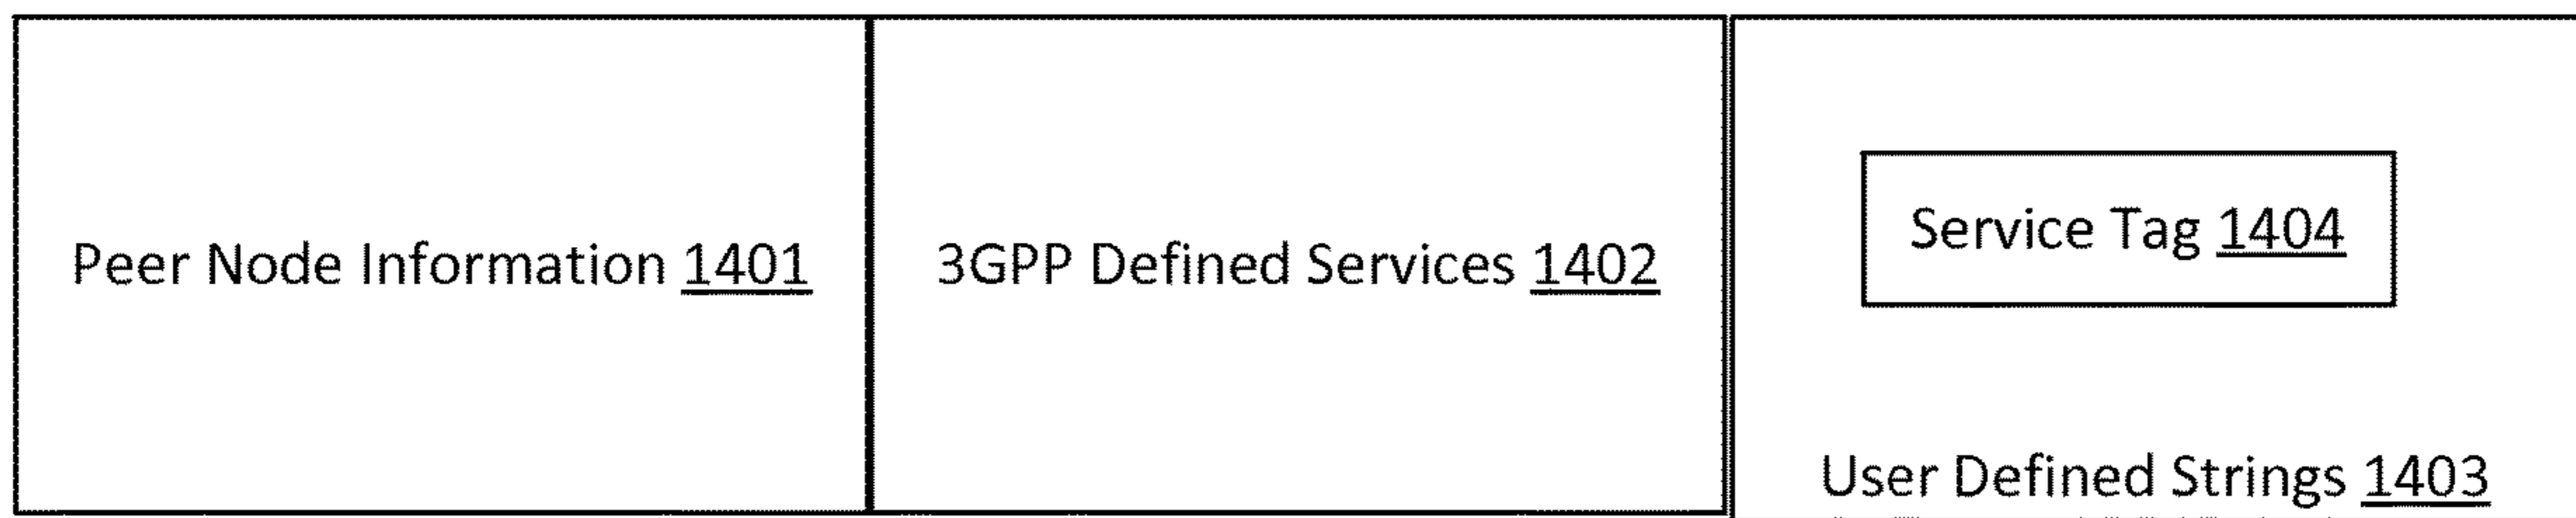 Peer Node Information 1401
3GPP Defined Services 1402
Service Tag 1404
User Defined Strings 1403